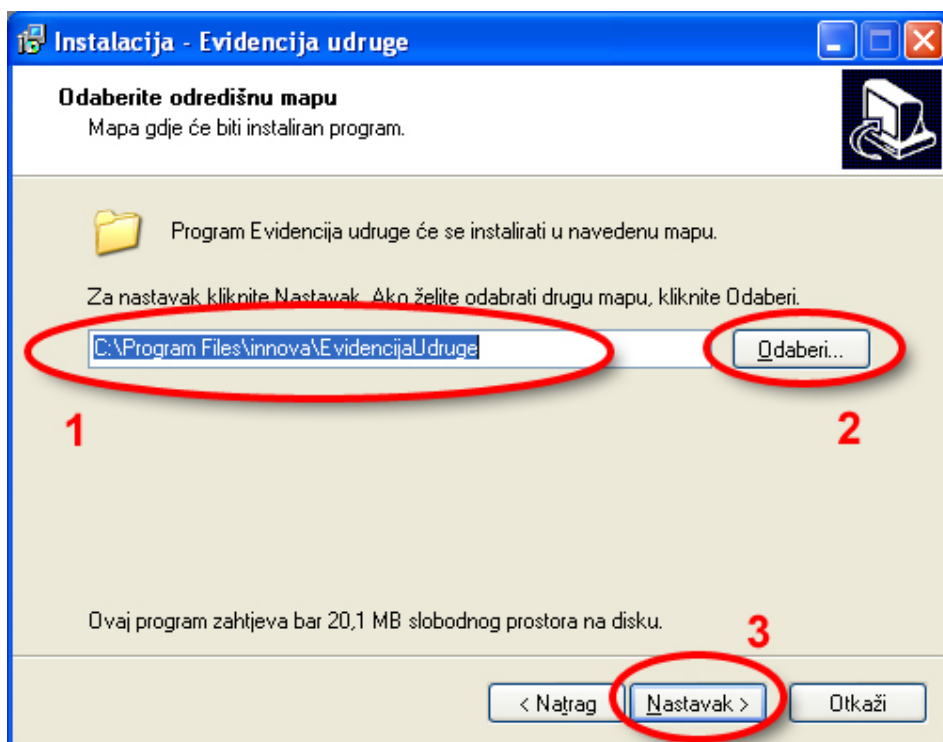 Instalacija - Evidencija udruge
Odaberite odredišnu mapu
Mapa gdje će biti instaliran program.
Program Evidencija udruge će se instalirati u navedenu mapu.
Za nastavak kliknite Nastavak. Ako želite odabrati drugu mapu, kliknite Odaberi.
C:\Program Files\innova\EvidencijaUdruge
Odaberi...
1
2
Ovaj program zahtjeva bar 20,1 MB slobodnog prostora na disku.
3
< Natrag
Nastavak >
Otkaži